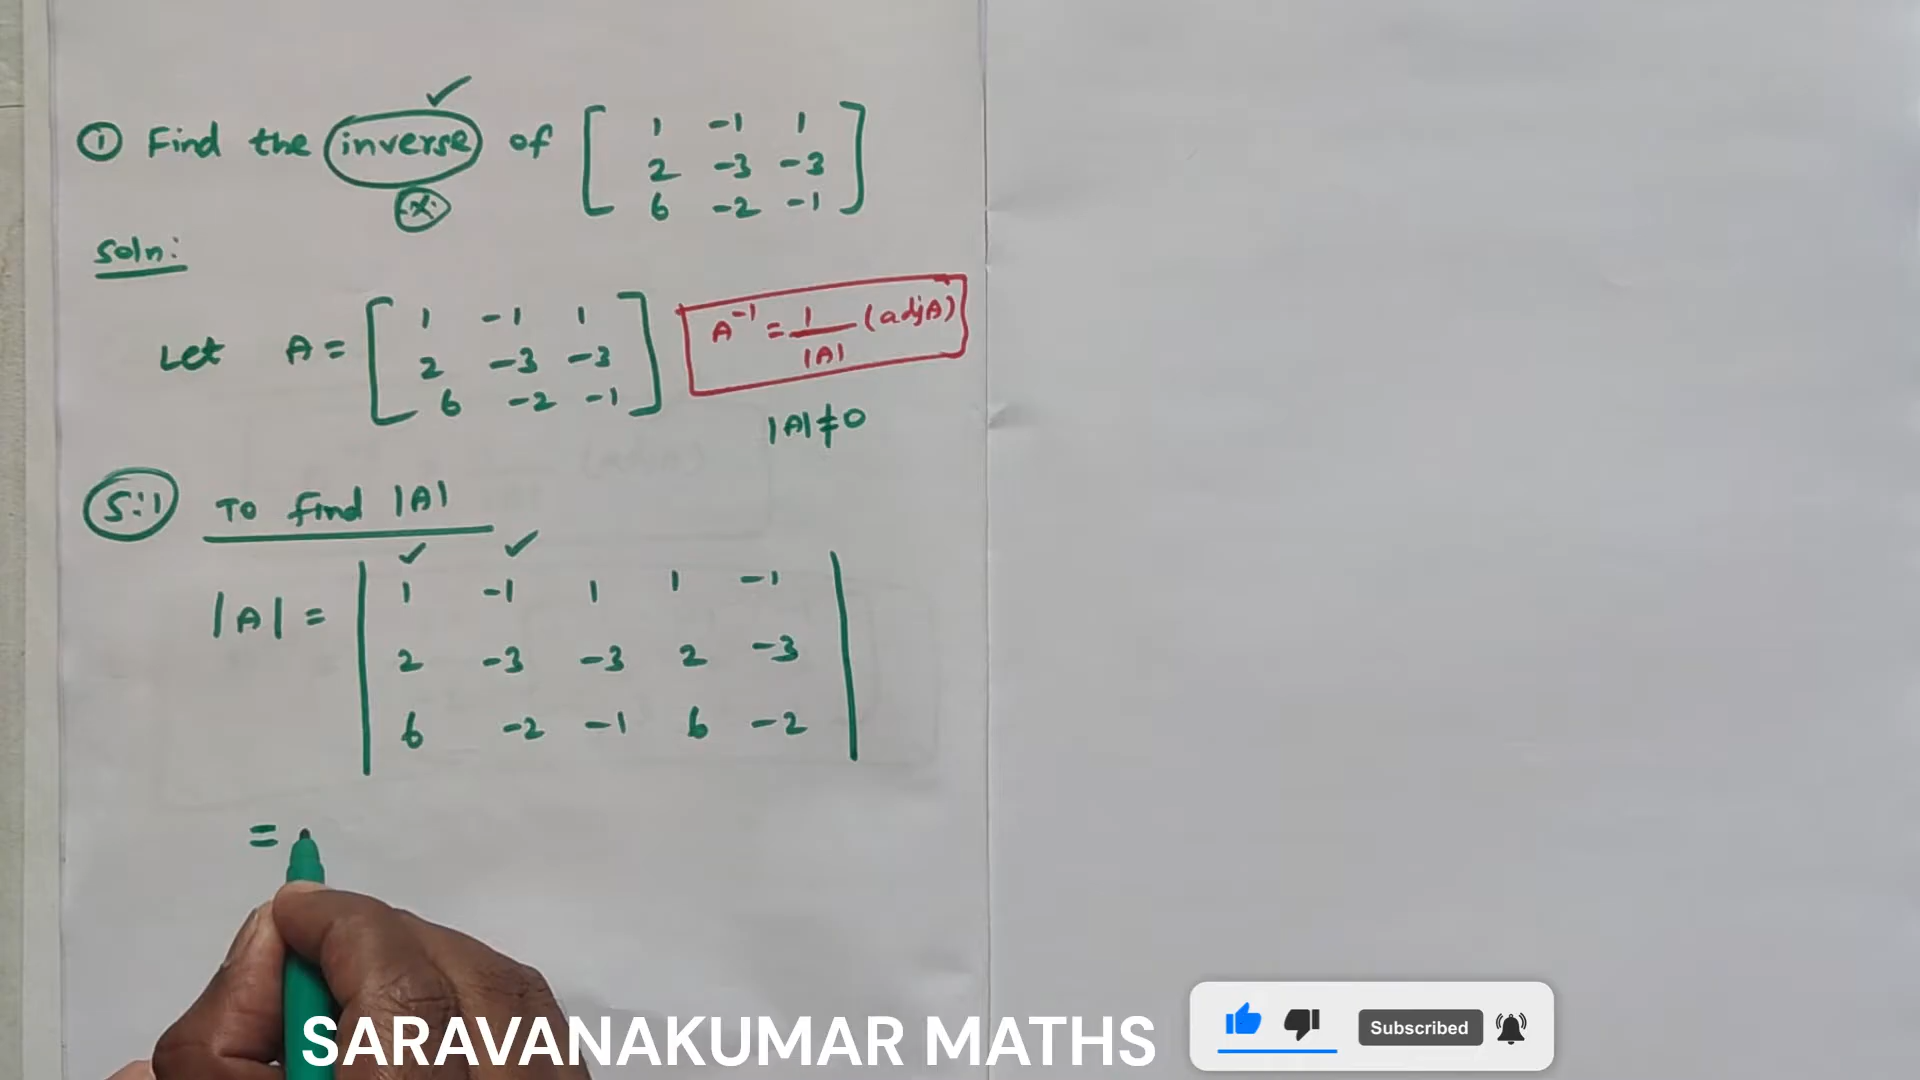 ① Find the inverse of [ 1 -1 1
2 -3 -3
6 -2 -1 ]
Soln:
Let A = [ 1 -1 1
2 -3 -3
6 -2 -1 ]
A⁻¹ = 1/|A| (adjA)
|A| ≠ 0
S:1 To find |A|
|A| = | 1 -1 1 1 -1
2 -3 -3 2 -3
6 -2 -1 6 -2 |
=
SARAVANAKUMAR MATHS
Subscribed